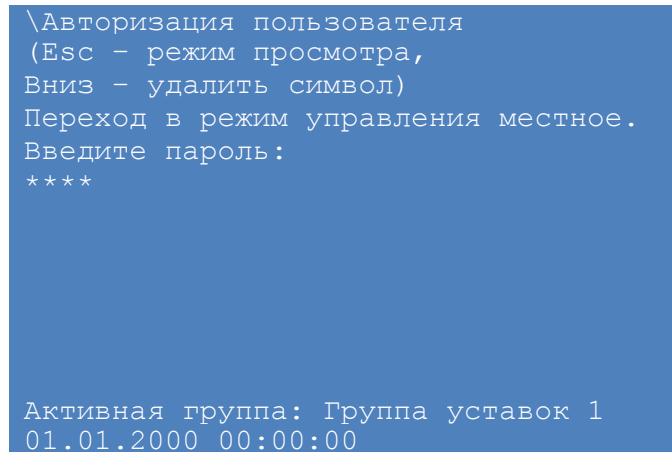 \Авторизация пользователя
(Esc – режим просмотра,
Вниз – удалить символ)
Переход в режим управления местное.
Введите пароль:
****
Активная группа: Группа уставок 1
01.01.2000 00:00:00